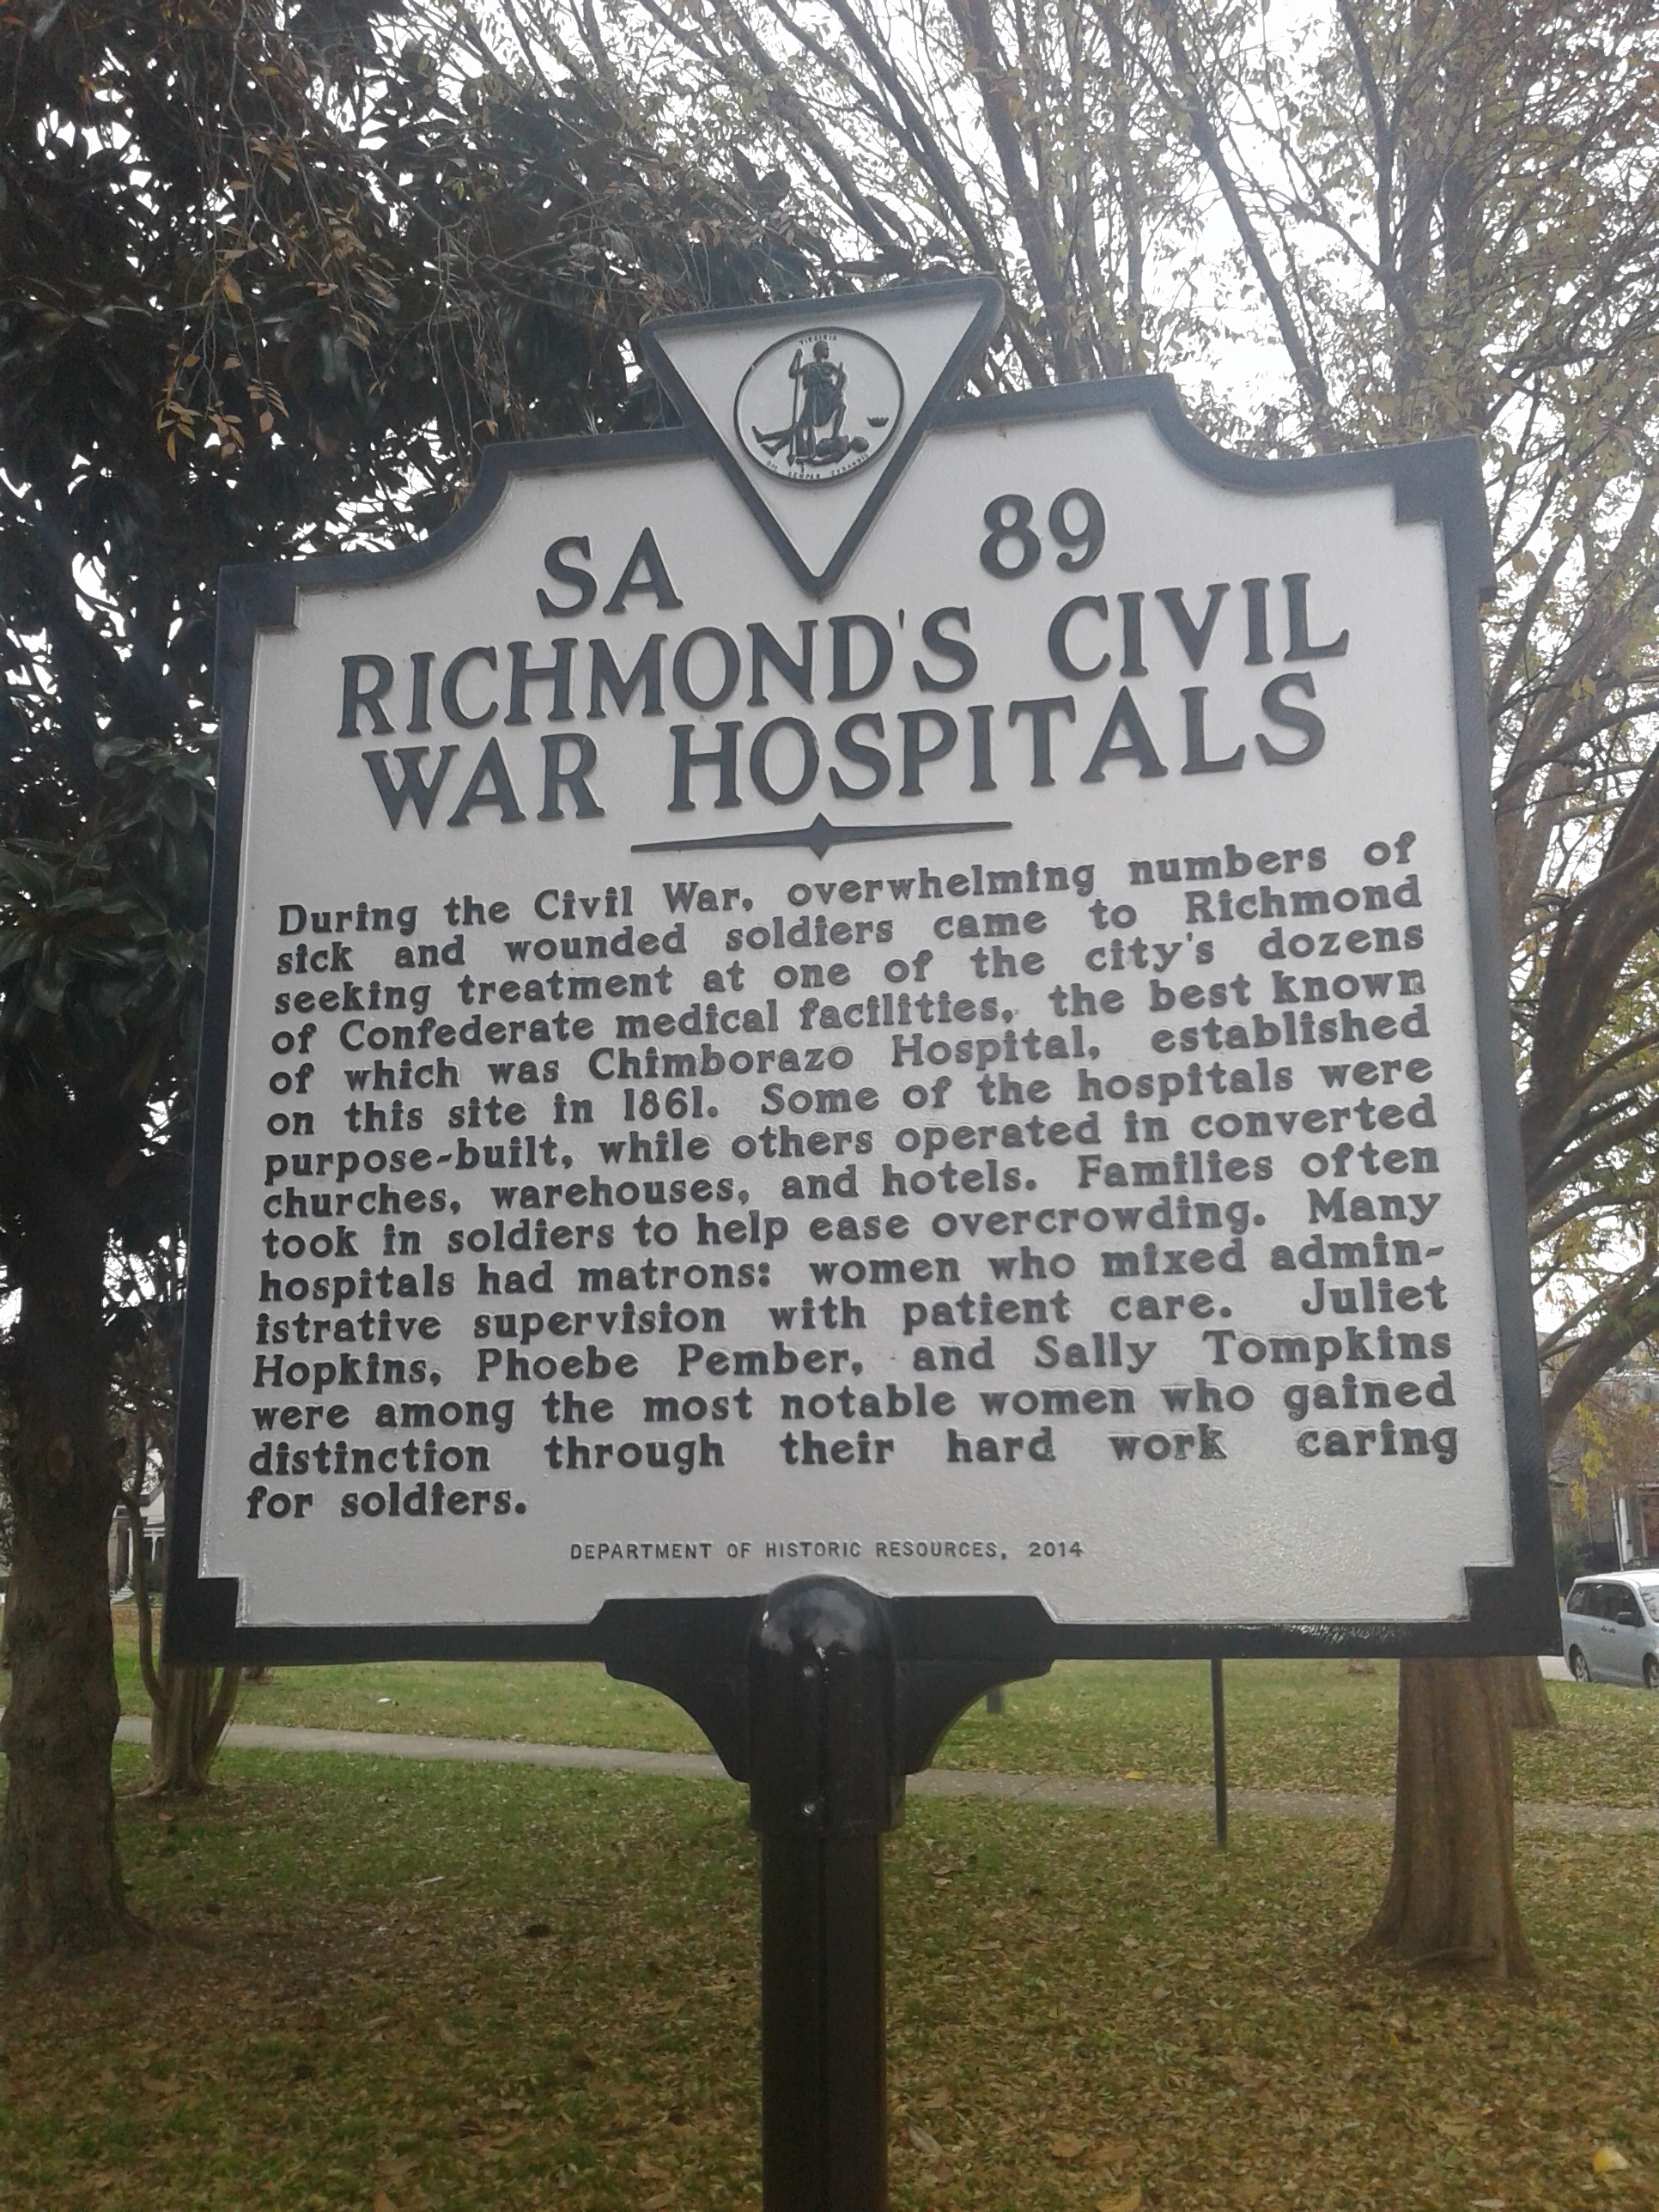 VIRGINIA
SIC SEMPER TYRANNIS
SA 89
RICHMOND'S CIVIL
WAR HOSPITALS
During the Civil War, overwhelming numbers of
sick and wounded soldiers came to Richmond
seeking treatment at one of the city's dozens
of Confederate medical facilities, the best known
of which was Chimborazo Hospital, established
on this site in 1861. Some of the hospitals were
purpose-built, while others operated in converted
churches, warehouses, and hotels. Families often
took in soldiers to help ease overcrowding. Many
hospitals had matrons: women who mixed admin-
istrative supervision with patient care. Juliet
Hopkins, Phoebe Pember, and Sally Tompkins
were among the most notable women who gained
distinction through their hard work caring
for soldiers.
DEPARTMENT OF HISTORIC RESOURCES, 2014